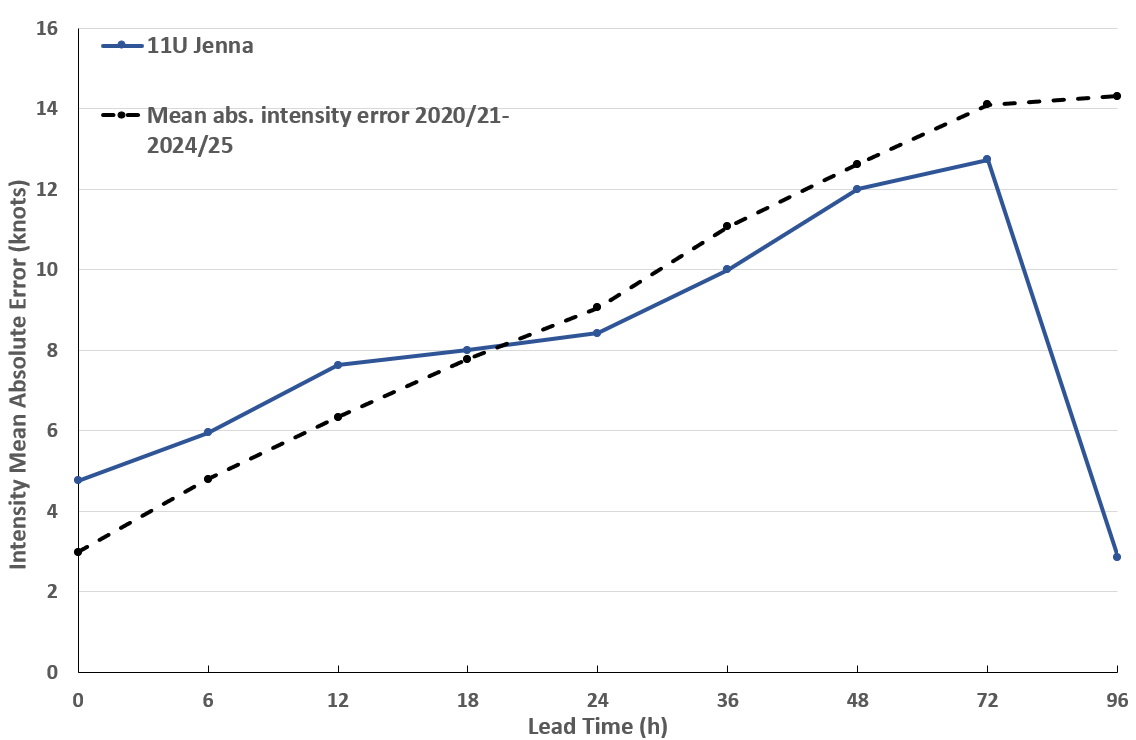 16
11U Jenna
14
Mean abs. intensity error 2020/21-
2024/25
12
10
8
6
4
2
0
Intensity Mean Absolute Error (knots)
0 6 12 18 24 36 48 72 96
Lead Time (h)